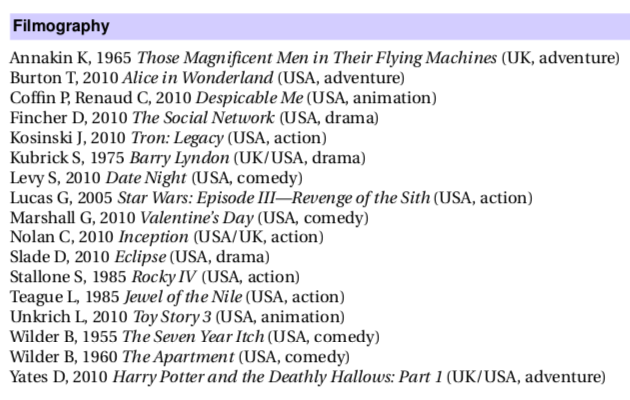 Filmography
Annakin K, 1965 Those Magnificent Men in Their Flying Machines (UK, adventure)
Burton T, 2010 Alice in Wonderland (USA, adventure)
Coffin P, Renaud C, 2010 Despicable Me (USA, animation)
Fincher D, 2010 The Social Network (USA, drama)
Kosinski J, 2010 Tron: Legacy (USA, action)
Kubrick S, 1975 Barry Lyndon (UK/USA, drama)
Levy S, 2010 Date Night (USA, comedy)
Lucas G, 2005 Star Wars: Episode III—Revenge of the Sith (USA, action)
Marshall G, 2010 Valentine's Day (USA, comedy)
Nolan C, 2010 Inception (USA/UK, action)
Slade D, 2010 Eclipse (USA, drama)
Stallone S, 1985 Rocky IV (USA, action)
Teague L, 1985 Jewel of the Nile (USA, action)
Unkrich L, 2010 Toy Story 3 (USA, animation)
Wilder B, 1955 The Seven Year Itch (USA, comedy)
Wilder B, 1960 The Apartment (USA, comedy)
Yates D, 2010 Harry Potter and the Deathly Hallows: Part 1 (UK/USA, adventure)